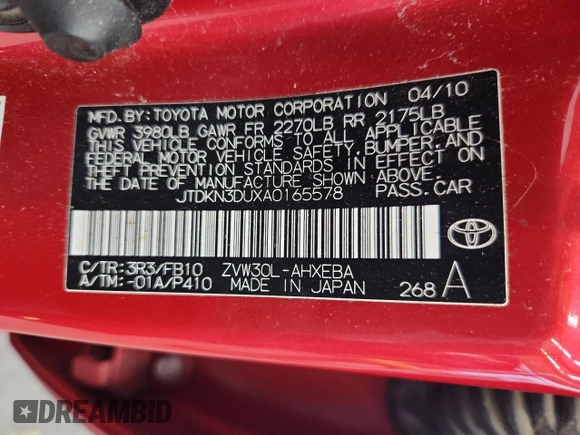 MFD. BY: TOYOTA MOTOR CORPORATION 04/10
GVWR 3980LB GAWR FR 2270LB RR 2175LB
THIS VEHICLE CONFORMS TO ALL APPLICABLE
FEDERAL MOTOR VEHICLE SAFETY, BUMPER, AND
THEFT PREVENTION STANDARDS IN EFFECT ON
THE DATE OF MANUFACTURE SHOWN ABOVE.
JTDKN3DUXA0165578 PASS. CAR
C/TR: 3R3/FB10 ZVW30L-AHXEBA
A/TM: -01A/P410 MADE IN JAPAN 268 A
DREAMBID